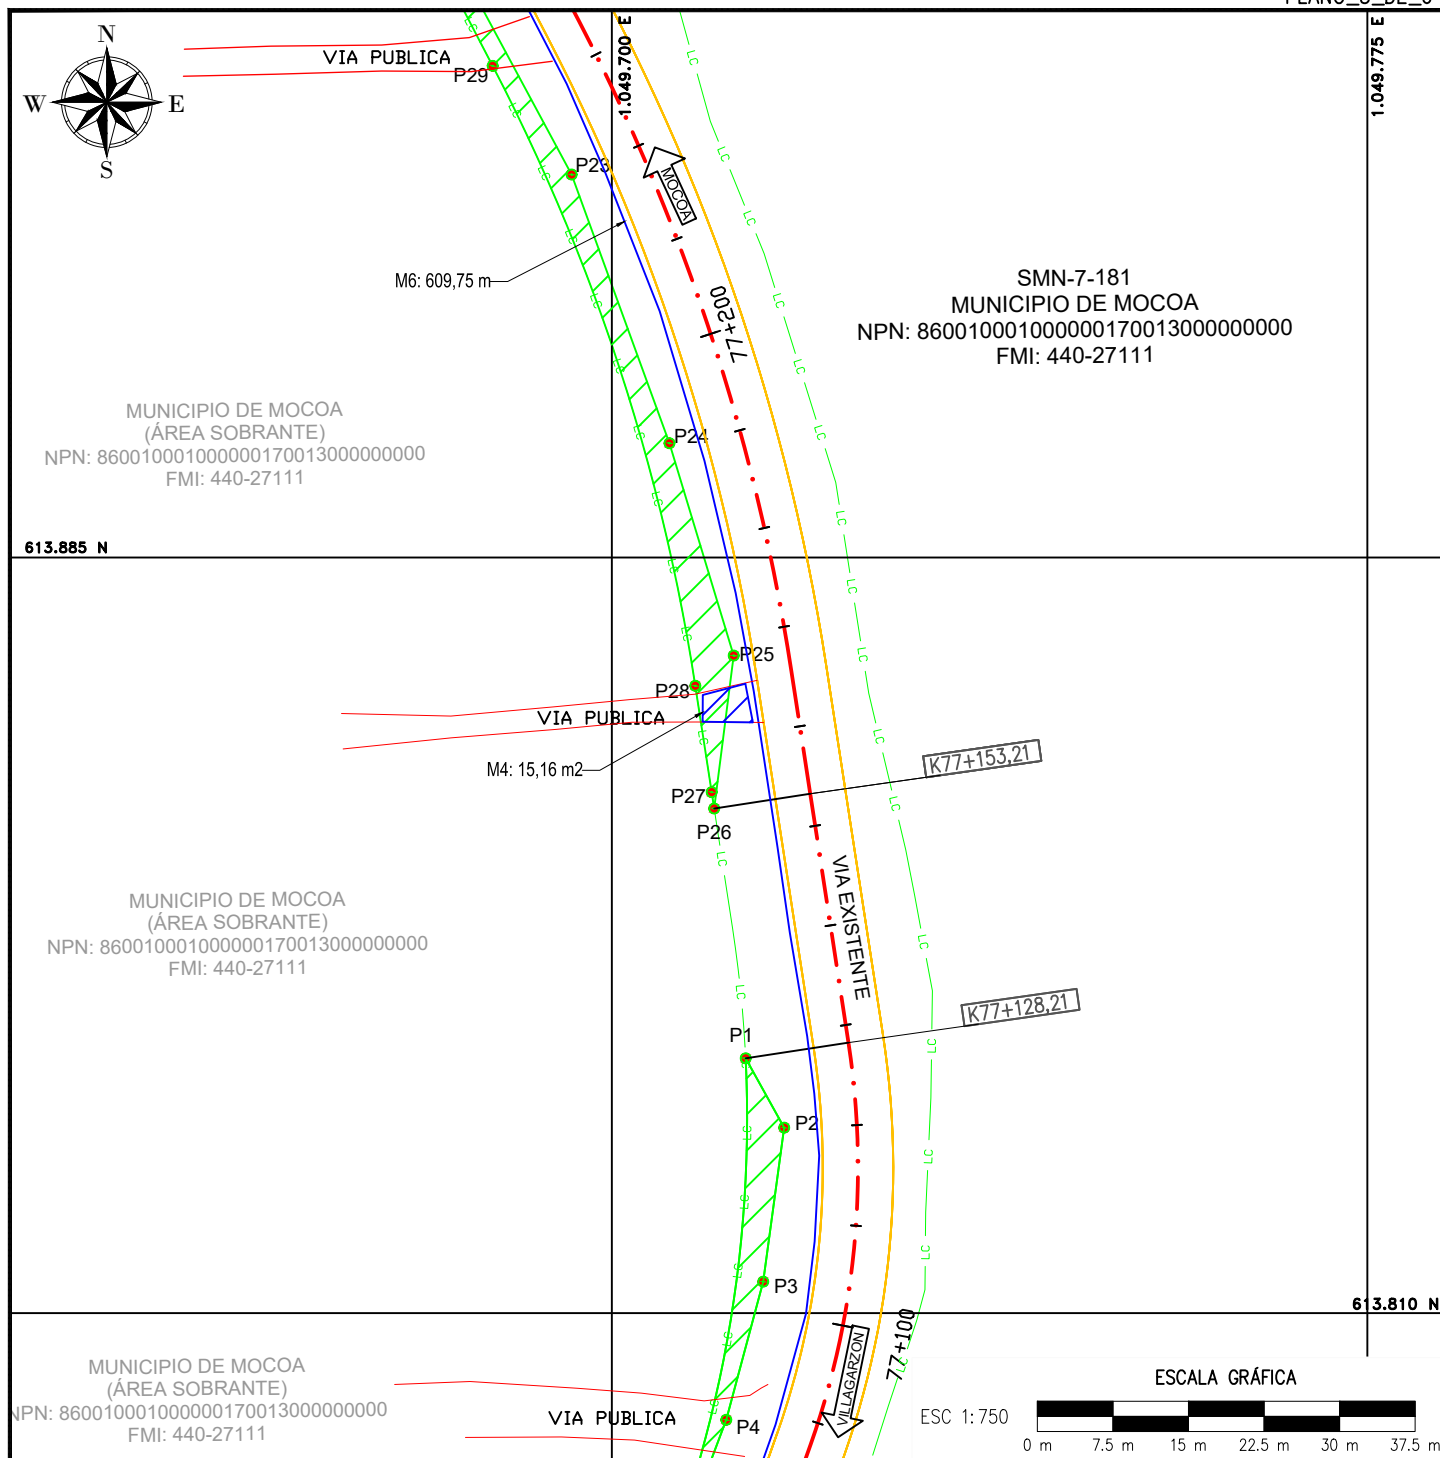 N
W
E
S
VIA PUBLICA
P29
1.049.700 E
1.049.775 E
P23
MOCOA
M6: 609,75 m
77+200
SMN-7-181
MUNICIPIO DE MOCOA
NPN: 860010001000000170013000000000
FMI: 440-27111
MUNICIPIO DE MOCOA
(ÁREA SOBRANTE)
NPN: 860010001000000170013000000000
FMI: 440-27111
P24
613.885 N
P25
P28
VIA PUBLICA
M4: 15,16 m2
K77+153,21
P27
P26
VIA EXISTENTE
MUNICIPIO DE MOCOA
(ÁREA SOBRANTE)
NPN: 860010001000000170013000000000
FMI: 440-27111
K77+128,21
P1
P2
P3
613.810 N
77+100
VILLAGARZON
MUNICIPIO DE MOCOA
(ÁREA SOBRANTE)
NPN: 860010001000000170013000000000
FMI: 440-27111
VIA PUBLICA
P4
ESCALA GRÁFICA
ESC 1:750
0 m 7.5 m 15 m 22.5 m 30 m 37.5 m